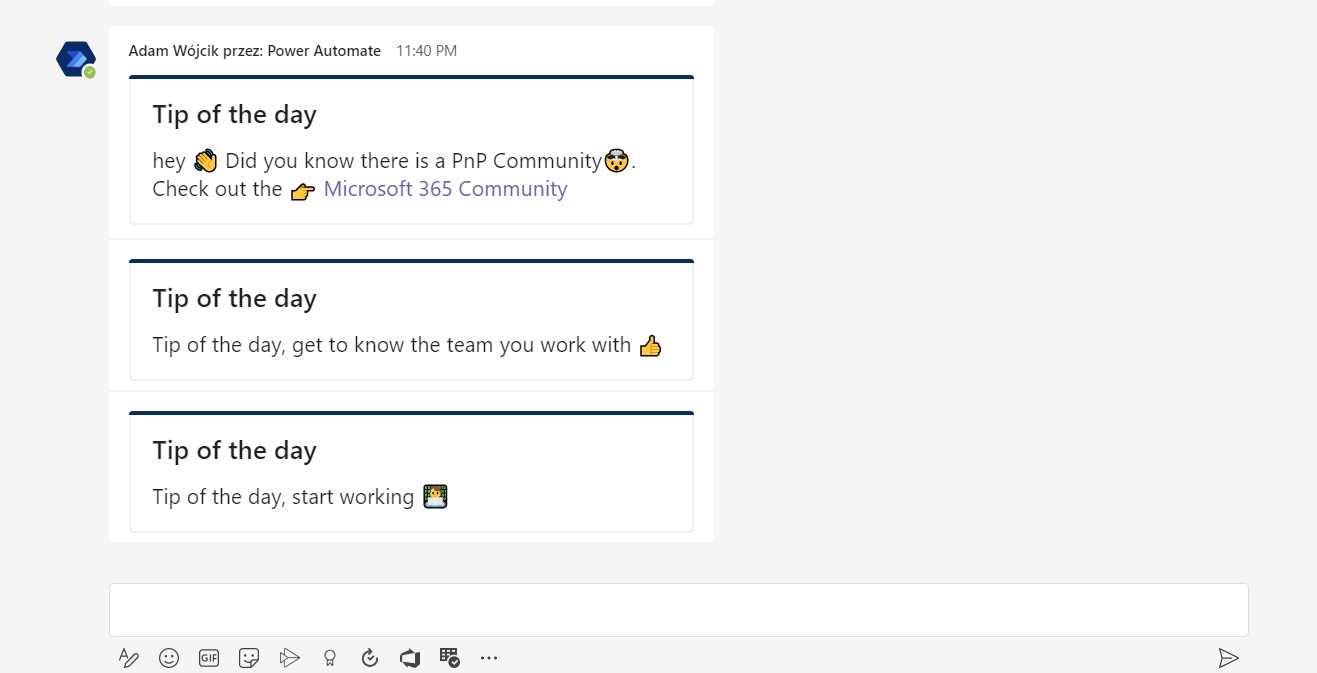 Adam Wójcik przez: Power Automate 11:40 PM
Tip of the day
hey 👋 Did you know there is a PnP Community🤯.
Check out the 👉 Microsoft 365 Community
Tip of the day
Tip of the day, get to know the team you work with 👍
Tip of the day
Tip of the day, start working 👨‍💻
GIF